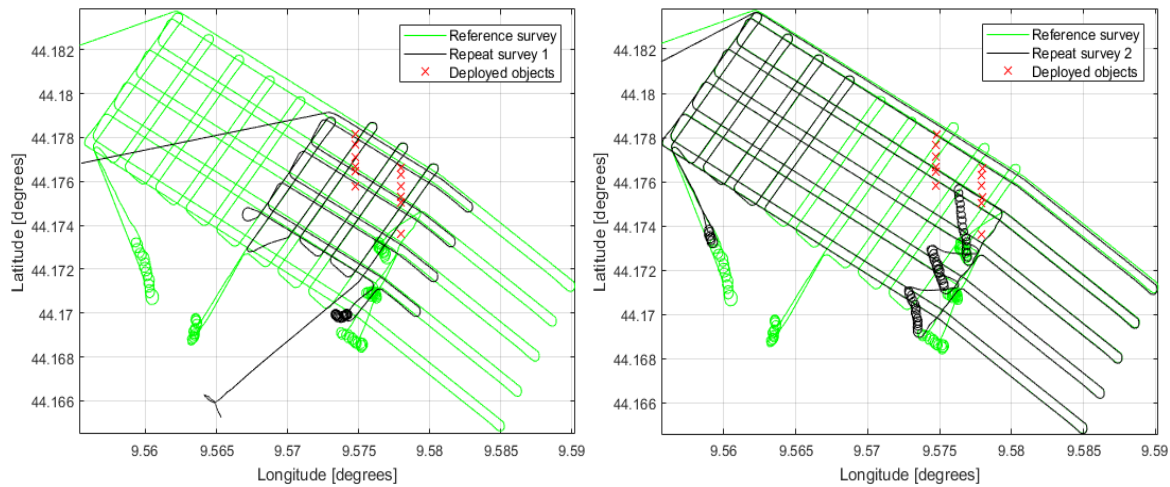 Reference survey
Repeat survey 1
Deployed objects
44.182
44.18
44.178
44.176
44.174
44.172
44.17
44.168
44.166
Latitude [degrees]
9.56 9.565 9.57 9.575 9.58 9.585 9.59
Longitude [degrees]
Reference survey
Repeat survey 2
Deployed objects
44.182
44.18
44.178
44.176
44.174
44.172
44.17
44.168
44.166
Latitude [degrees]
9.56 9.565 9.57 9.575 9.58 9.585 9.59
Longitude [degrees]